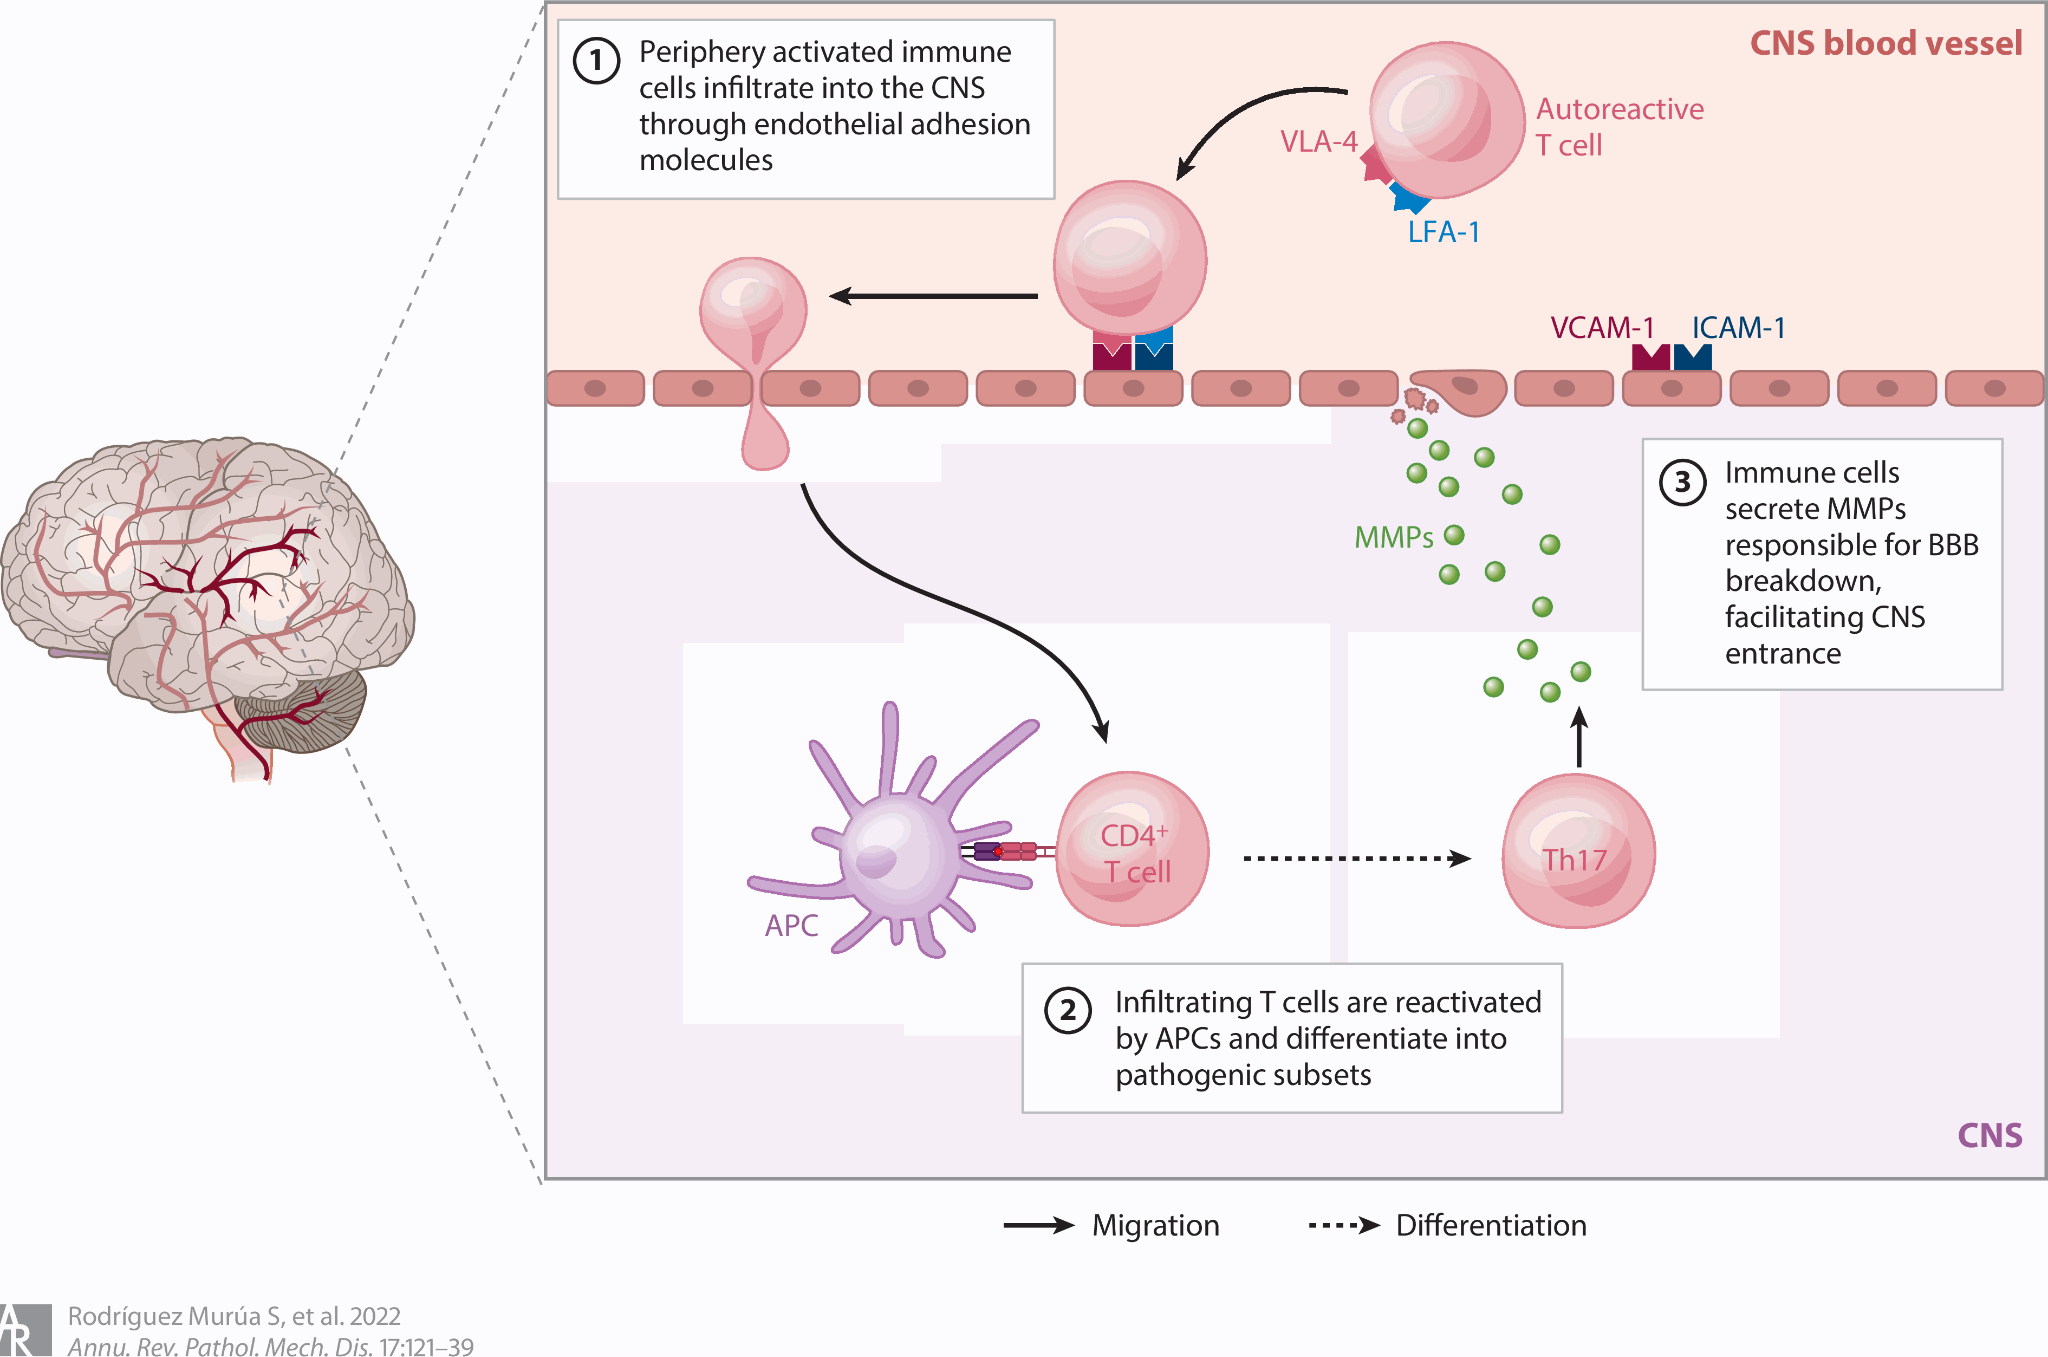 CNS blood vessel
1
Periphery activated immune
cells infiltrate into the CNS
through endothelial adhesion
molecules
Autoreactive
T cell
VLA-4
LFA-1
VCAM-1
ICAM-1
3
Immune cells
secrete MMPs
responsible for BBB
breakdown,
facilitating CNS
entrance
MMPs
CD4⁺
T cell
Th17
APC
2
Infiltrating T cells are reactivated
by APCs and differentiate into
pathogenic subsets
CNS
Migration
Differentiation
AR
Rodríguez Murúa S, et al. 2022
Annu. Rev. Pathol. Mech. Dis. 17:121–39